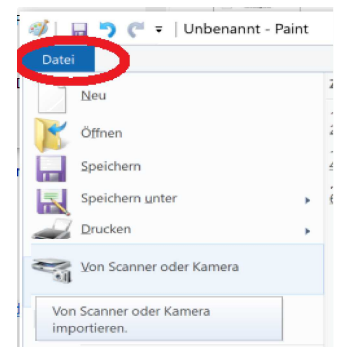 Unbenannt - Paint
Datei
Neu
Öffnen
Speichern
Speichern unter
Drucken
Von Scanner oder Kamera
Von Scanner oder Kamera
importieren.